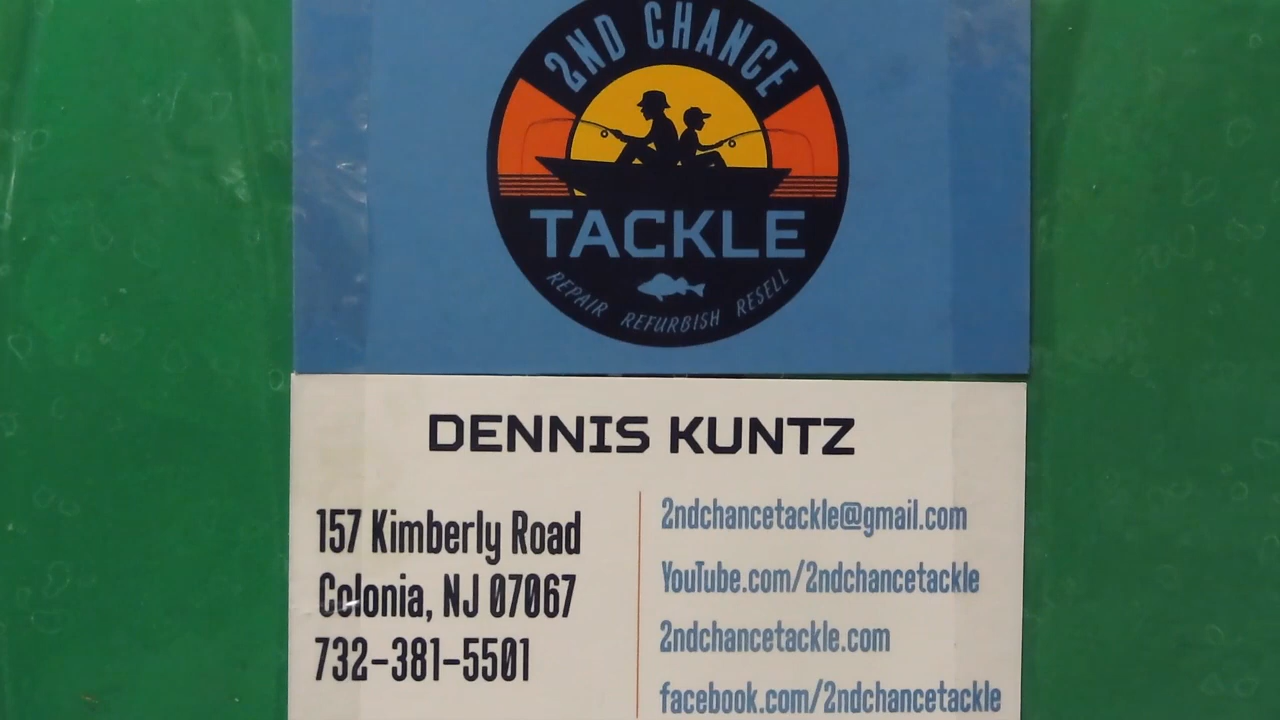 2ND CHANCE
TACKLE
REPAIR REFURBISH RESELL
DENNIS KUNTZ
157 Kimberly Road
Colonia, NJ 07067
732-381-5501
2ndchancetackle@gmail.com
YouTube.com/2ndchancetackle
2ndchancetackle.com
facebook.com/2ndchancetackle